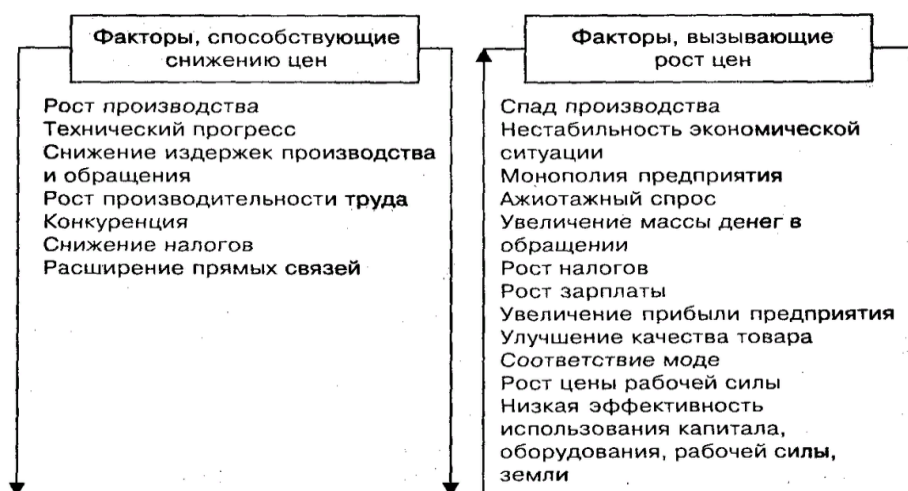 Факторы, способствующие
снижению цен
Рост производства
Технический прогресс
Снижение издержек производства
и обращения
Рост производительности труда
Конкуренция
Снижение налогов
Расширение прямых связей
Факторы, вызывающие
рост цен
Спад производства
Нестабильность экономической
ситуации
Монополия предприятия
Ажиотажный спрос
Увеличение массы денег в
обращении
Рост налогов
Рост зарплаты
Увеличение прибыли предприятия
Улучшение качества товара
Соответствие моде
Рост цены рабочей силы
Низкая эффективность
использования капитала,
оборудования, рабочей силы,
земли